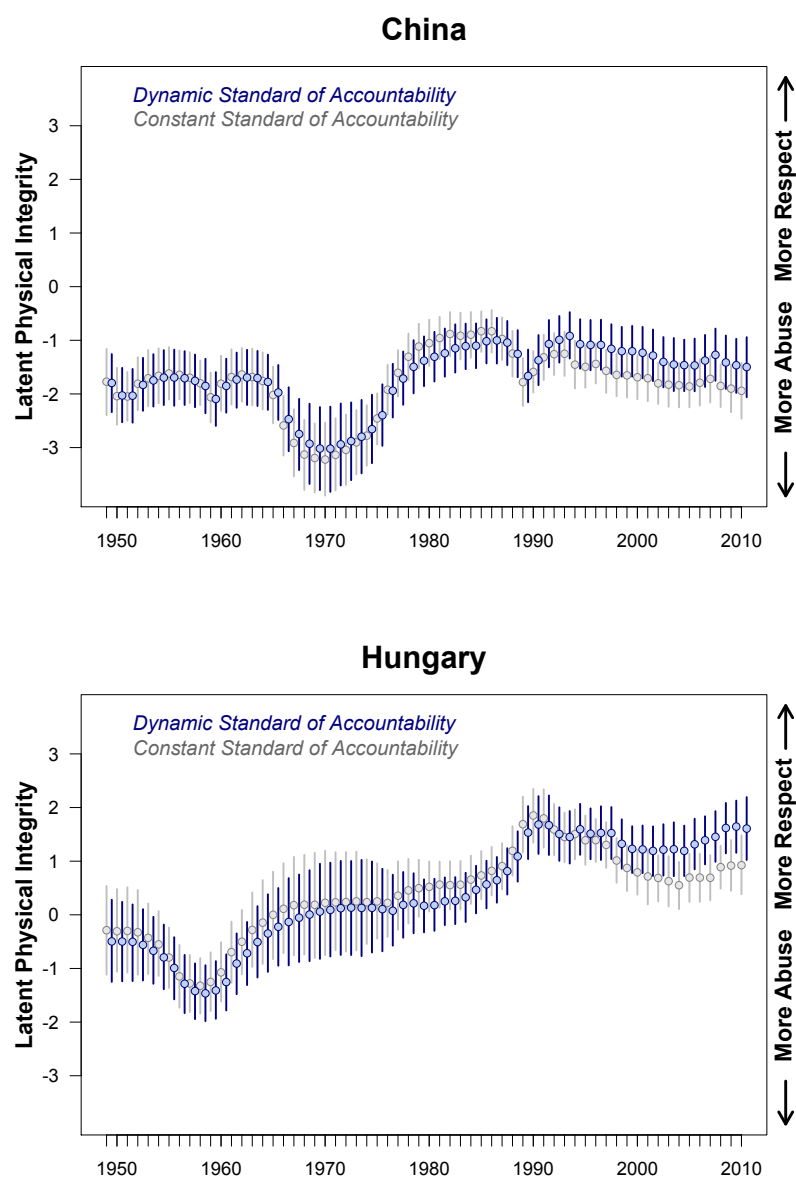 China
Dynamic Standard of Accountability
Constant Standard of Accountability
Latent Physical Integrity
3
2
1
0
-1
-2
-3
1950 1960 1970 1980 1990 2000 2010
More Abuse More Respect
Hungary
Dynamic Standard of Accountability
Constant Standard of Accountability
Latent Physical Integrity
3
2
1
0
-1
-2
-3
1950 1960 1970 1980 1990 2000 2010
More Abuse More Respect